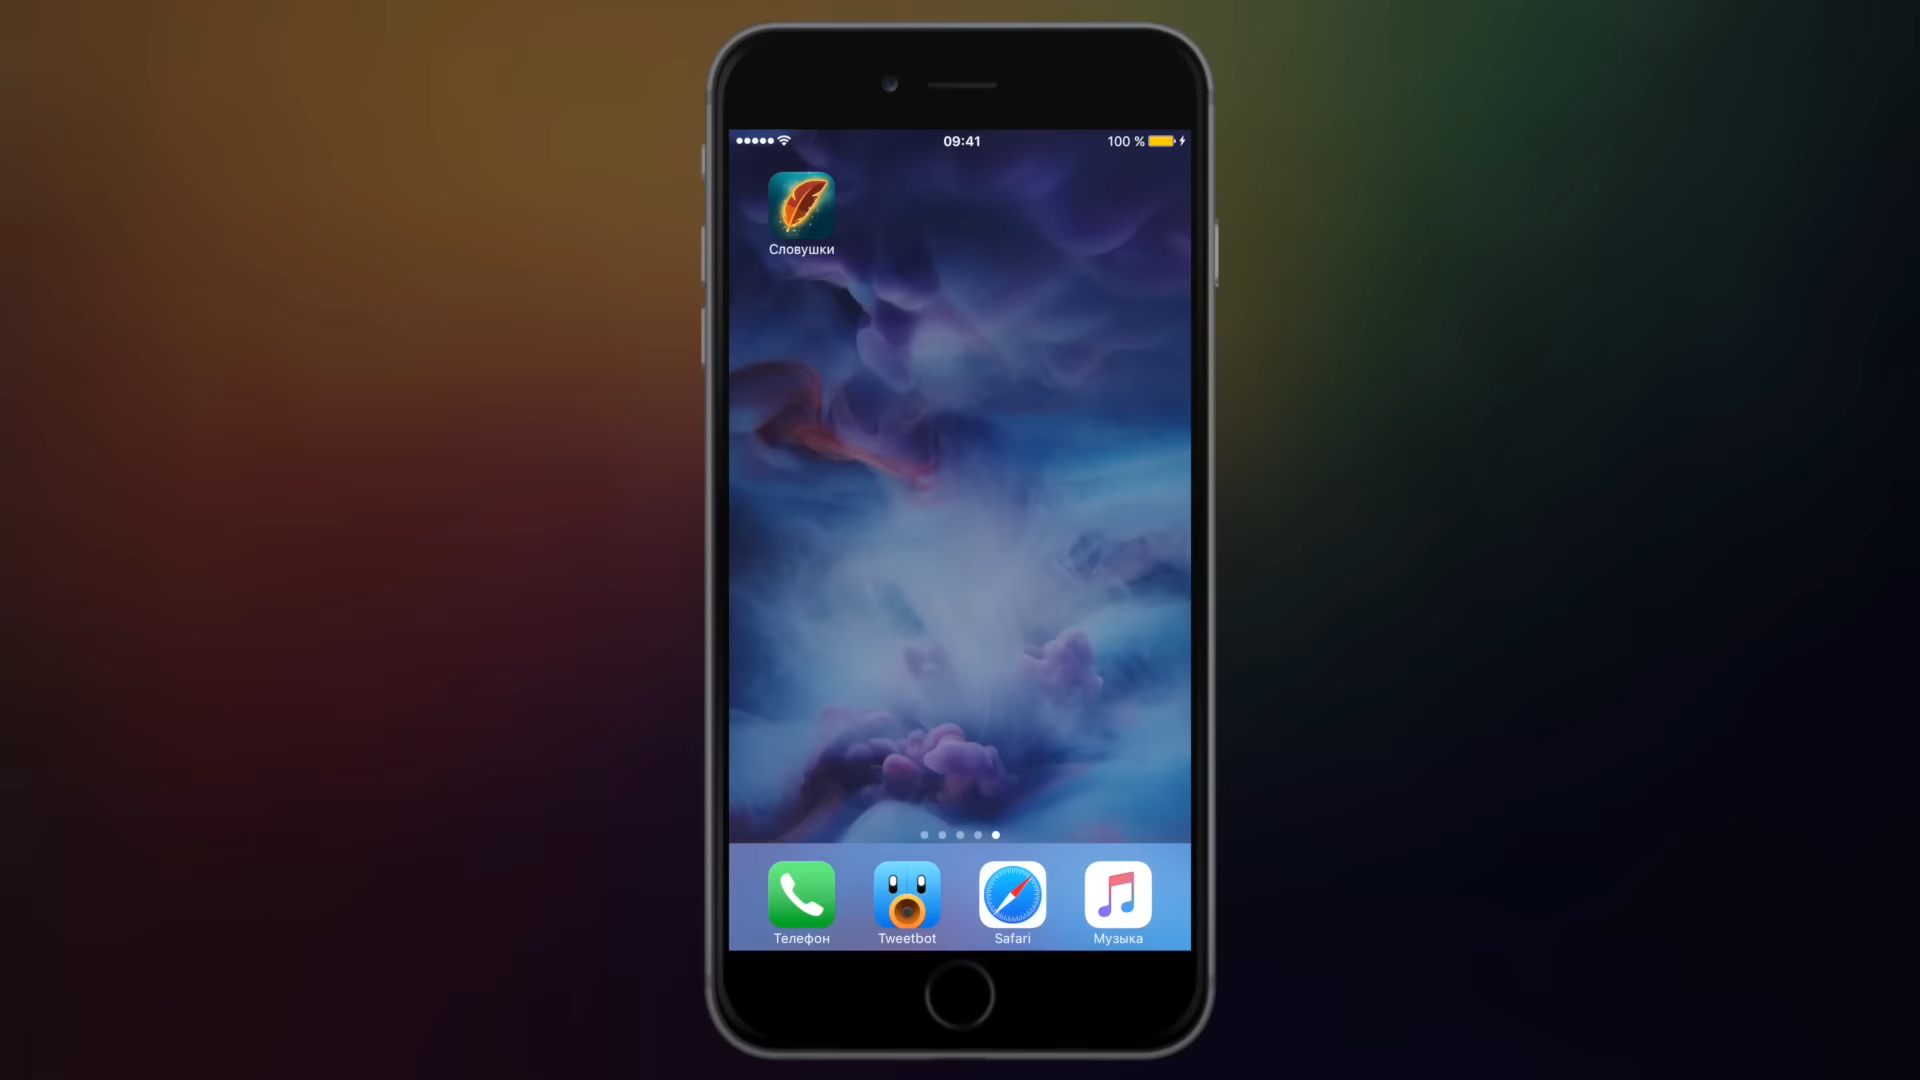 09:41
100 %
Словушки
Телефон
Tweetbot
Safari
Музыка